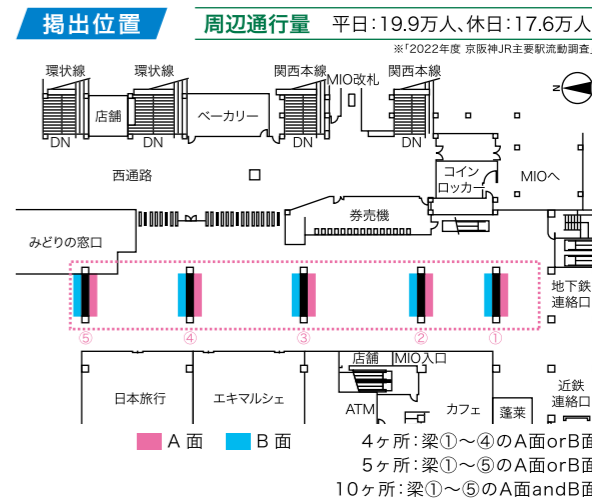 掲出位置
周辺通行量 平日：19.9万人、休日：17.6万人
※「2022年度 京阪神JR主要駅流動調査」
環状線 環状線 関西本線 MIO改札 関西本線
N
店舗 ベーカリー
DN DN DN DN
西通路
コイン
ロッカー
MIOへ
券売機
みどりの窓口
地下鉄
連絡口
⑤ ④ ③ ② ①
店舗 MIO入口
日本旅行 エキマルシェ
ATM カフェ 蓬莱
近鉄
連絡口
A 面 B 面
4ヶ所：梁①〜④のA面orB面
5ヶ所：梁①〜⑤のA面orB面
10ヶ所：梁①〜⑤のA面andB面